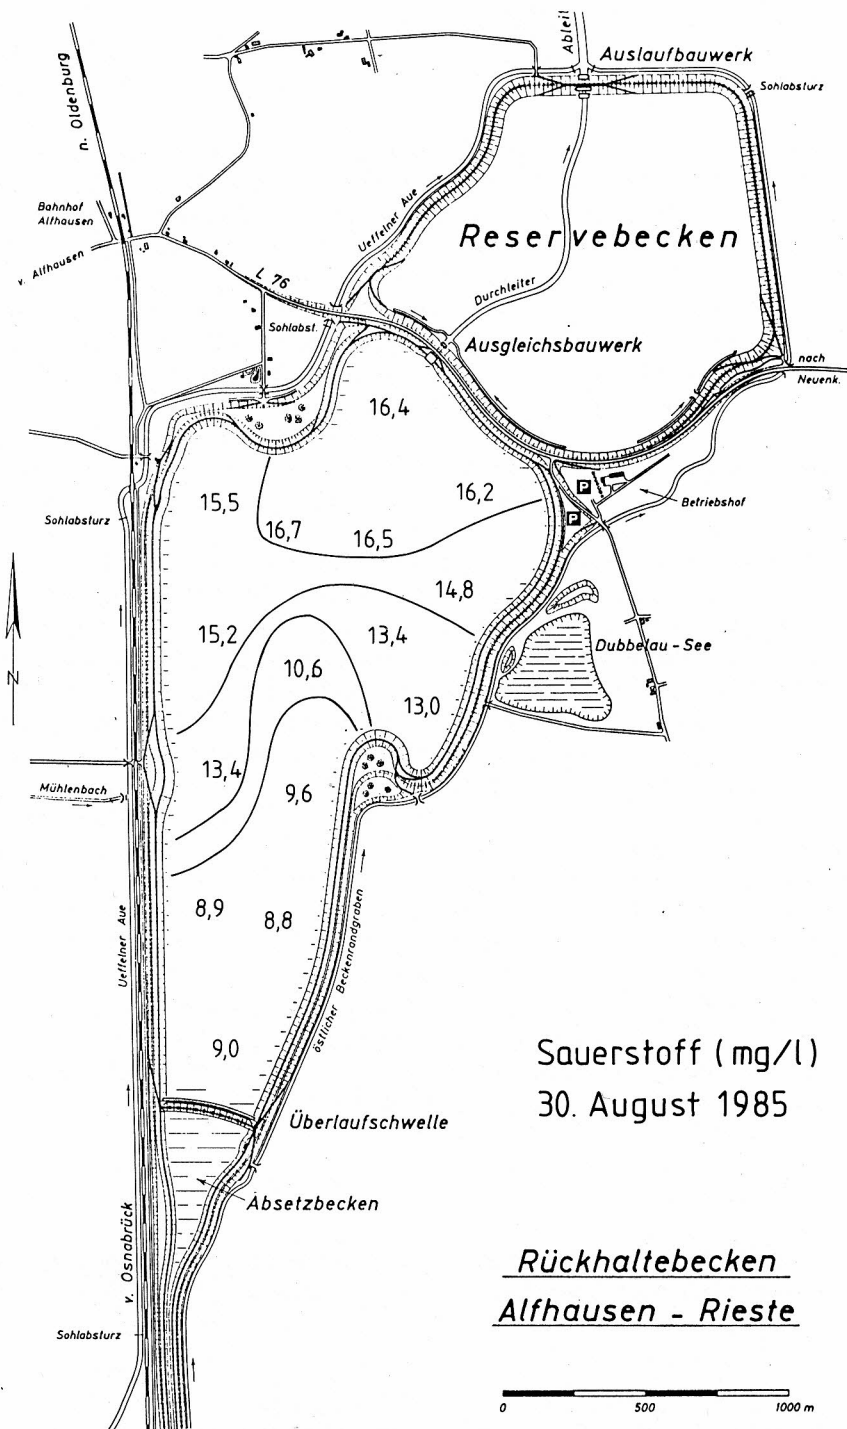 Ableit
Auslaufbauwerk
n. Oldenburg
Sohlabsturz
Bahnhof
Alfhausen
Ueffelner Aue
v. Alfhausen
Reservebecken
L 76
Durchleiter
Sohlabst.
Ausgleichsbauwerk
nach
Neuenk.
16,4
15,5
16,2
P
Betriebshof
Sohlabsturz
16,7
16,5
P
14,8
15,2
13,4
Dubbelau - See
10,6
N
13,0
13,4
Mühlenbach
9,6
8,9
8,8
Ueffelner Aue
östlicher Beckenrandgraben
9,0
Sauerstoff (mg/l)
30. August 1985
Überlaufschwelle
Absetzbecken
v. Osnabrück
Rückhaltebecken
Alfhausen - Rieste
Sohlabsturz
0 500 1000 m